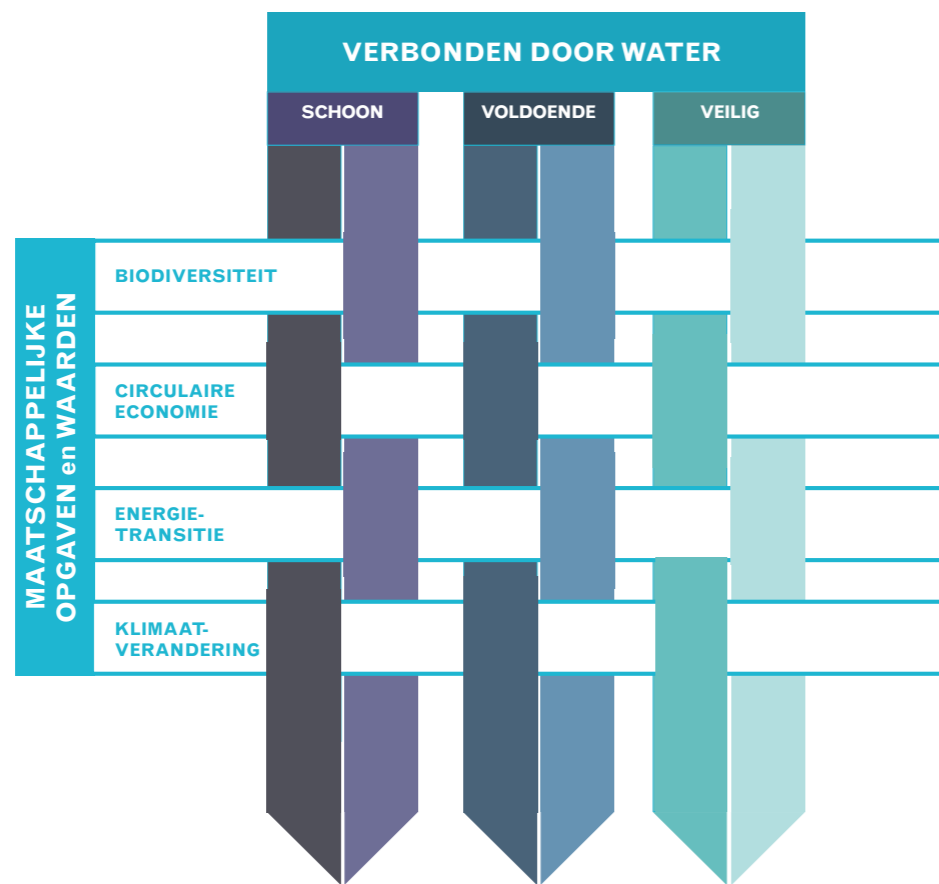 VERBONDEN DOOR WATER
SCHOON
VOLDOENDE
VEILIG
MAATSCHAPPELIJKE
OPGAVEN en WAARDEN
BIODIVERSITEIT
CIRCULAIRE
ECONOMIE
ENERGIE-
TRANSITIE
KLIMAAT-
VERANDERING